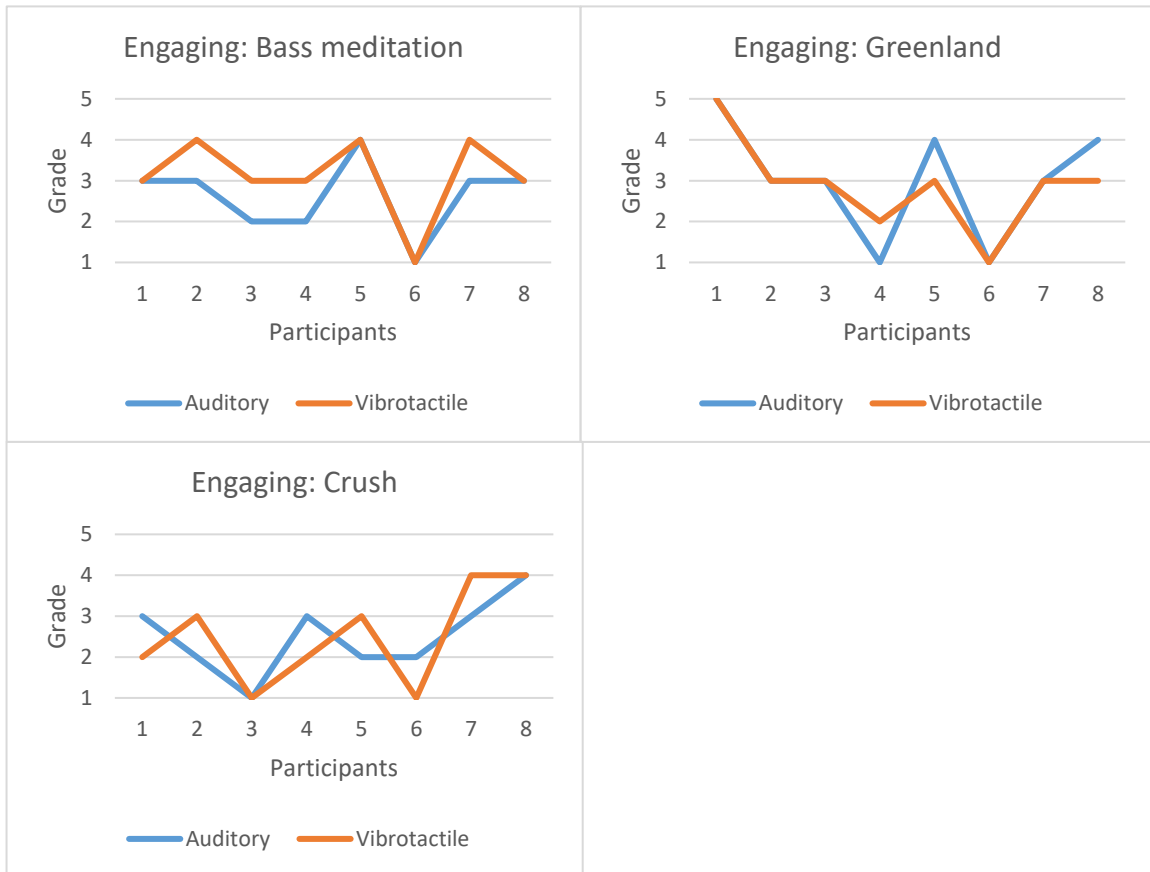 Engaging: Bass meditation
5
4
3
2
1
Grade
1 2 3 4 5 6 7 8
Participants
Auditory Vibrotactile
Engaging: Greenland
5
4
3
2
1
Grade
1 2 3 4 5 6 7 8
Participants
Auditory Vibrotactile
Engaging: Crush
5
4
3
2
1
Grade
1 2 3 4 5 6 7 8
Participants
Auditory Vibrotactile